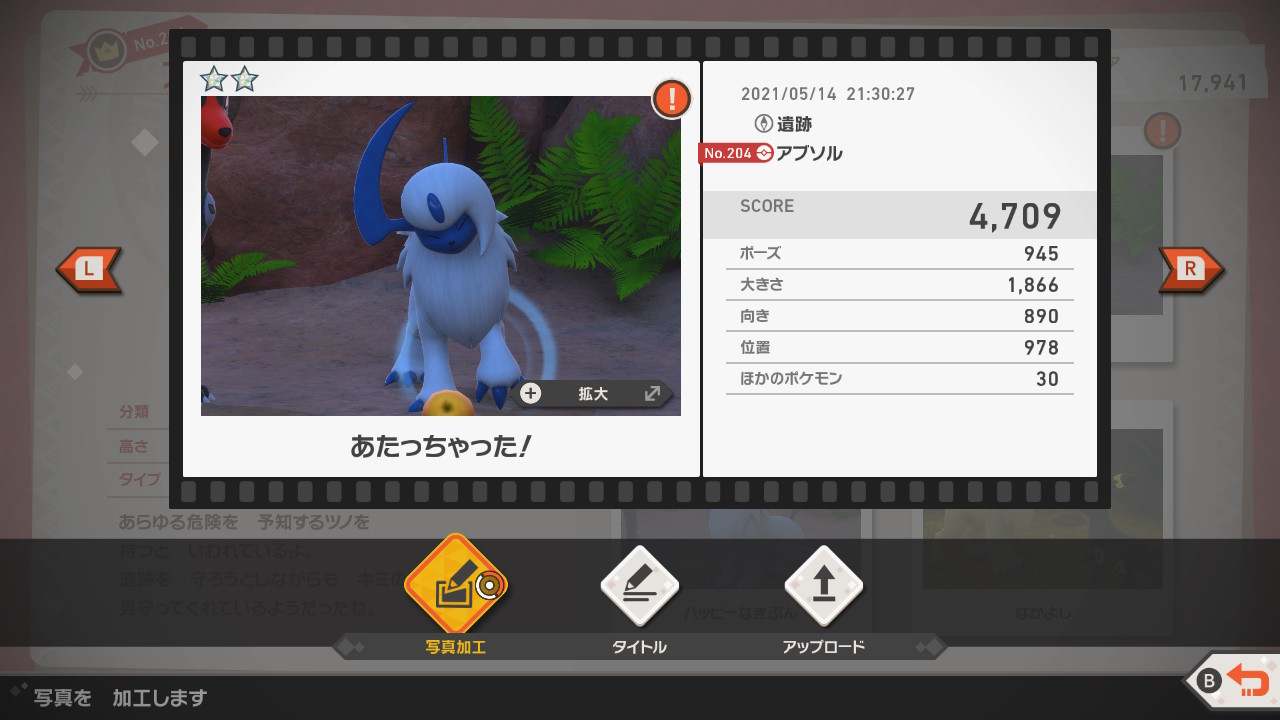 No.2
17,941
2021/05/14 21:30:27
遺跡
No.204 アブソル
SCORE 4,709
ポーズ 945
大きさ 1,866
向き 890
位置 978
ほかのポケモン 30
L
R
+ 拡大
あたっちゃった!
分類
高さ
タイプ
あらゆる危険を 予知するツノを
持つと いわれているよ。
遺跡を 守ろうとしながらも キミの
見守ってくれているようだったね。
ハッピーなきぶん
なかよし
写真加工
タイトル
アップロード
写真を 加工します
B